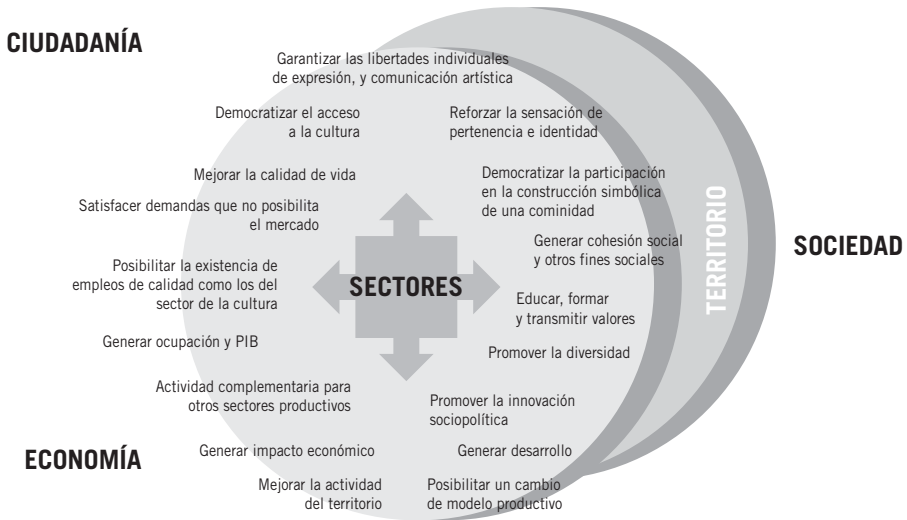 CIUDADANÍA
Garantizar las libertades individuales
de expresión, y comunicación artística
Democratizar el acceso
a la cultura
Reforzar la sensación de
pertenencia e identidad
Mejorar la calidad de vida
Democratizar la participación
en la construcción simbólica
de una cominidad
Satisfacer demandas que no posibilita
el mercado
Generar cohesión social
y otros fines sociales
TERRITORIO
SOCIEDAD
Posibilitar la existencia de
empleos de calidad como los del
sector de la cultura
SECTORES
Educar, formar
y transmitir valores
Generar ocupación y PIB
Promover la diversidad
Actividad complementaria para
otros sectores productivos
Promover la innovación
sociopolítica
ECONOMÍA
Generar impacto económico
Generar desarrollo
Mejorar la actividad
del territorio
Posibilitar un cambio
de modelo productivo